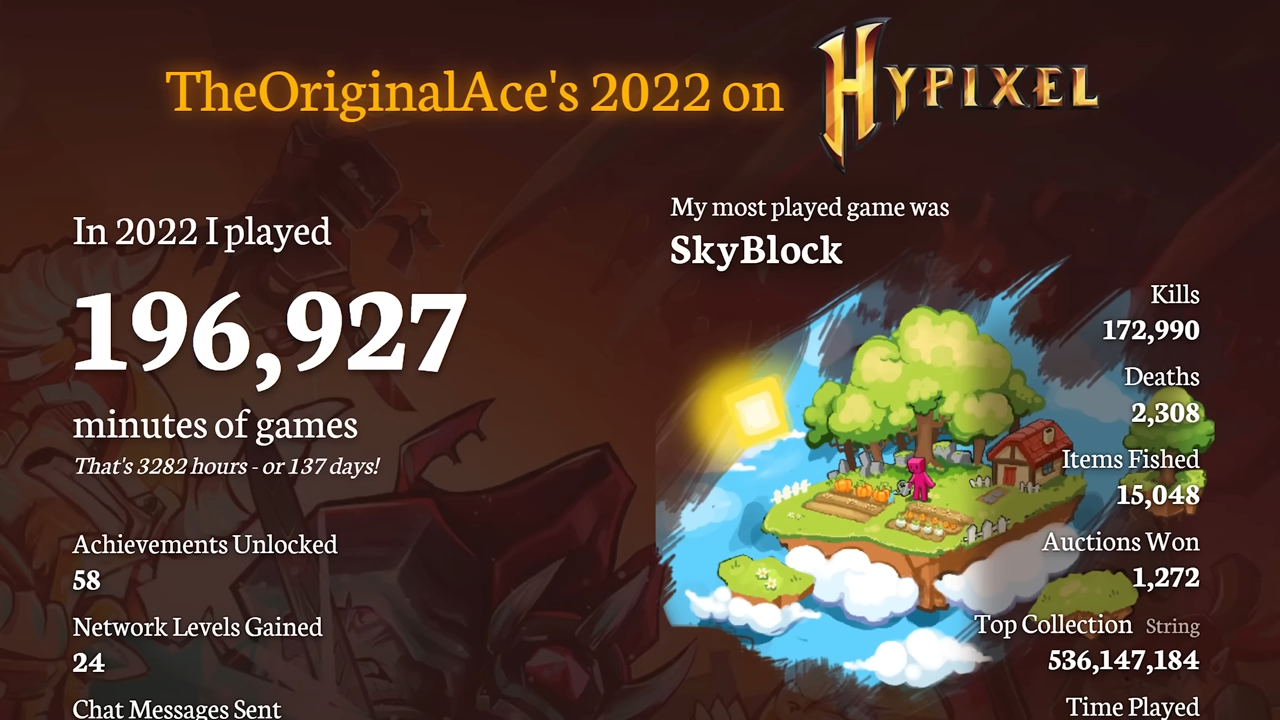 TheOriginalAce's 2022 on HYPIXEL
In 2022 I played
196,927
minutes of games
That's 3282 hours - or 137 days!
Achievements Unlocked
58
Network Levels Gained
24
Chat Messages Sent
My most played game was
SkyBlock
Kills
172,990
Deaths
2,308
Items Fished
15,048
Auctions Won
1,272
Top Collection String
536,147,184
Time Played